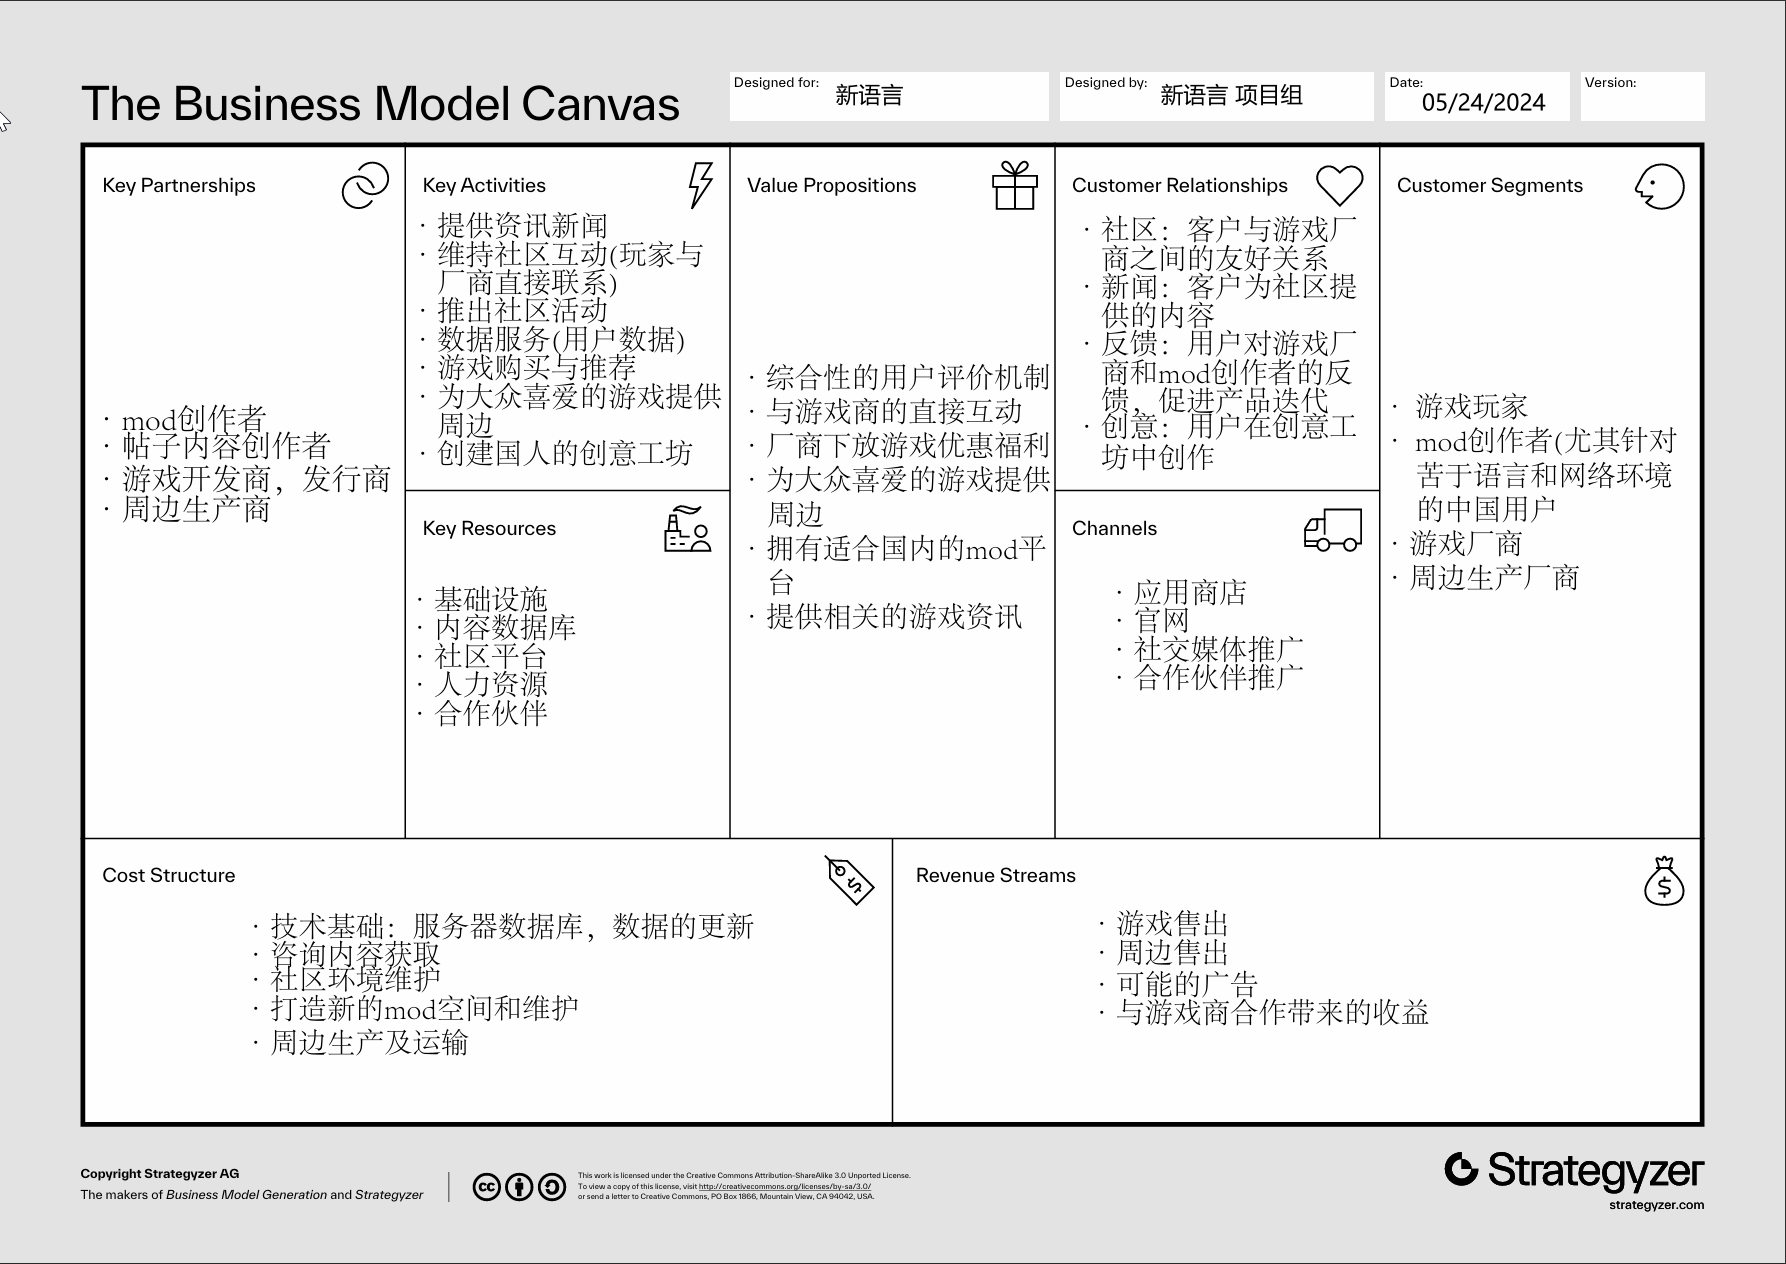 The Business Model Canvas
Designed for:
新语言
Designed by:
新语言 项目组
Date:
05/24/2024
Version:
Key Partnerships
· mod创作者
· 帖子内容创作者
· 游戏开发商，发行商
· 周边生产商
Key Activities
· 提供资讯新闻
· 维持社区互动(玩家与
厂商直接联系)
· 推出社区活动
· 数据服务(用户数据)
· 游戏购买与推荐
· 为大众喜爱的游戏提供
周边
· 创建国人的创意工坊
Key Resources
· 基础设施
· 内容数据库
· 社区平台
· 人力资源
· 合作伙伴
Value Propositions
· 综合性的用户评价机制
· 与游戏商的直接互动
· 厂商下放游戏优惠福利
· 为大众喜爱的游戏提供
周边
· 拥有适合国内的mod平
台
· 提供相关的游戏资讯
Customer Relationships
· 社区：客户与游戏厂
商之间的友好关系
· 新闻：客户为社区提
供的内容
· 反馈：用户对游戏厂
商和mod创作者的反
馈，促进产品迭代
· 创意：用户在创意工
坊中创作
Channels
· 应用商店
· 官网
· 社交媒体推广
· 合作伙伴推广
Customer Segments
· 游戏玩家
· mod创作者(尤其针对
苦于语言和网络环境
的中国用户
· 游戏厂商
· 周边生产厂商
Cost Structure
· 技术基础：服务器数据库，数据的更新
· 咨询内容获取
· 社区环境维护
· 打造新的mod空间和维护
· 周边生产及运输
Revenue Streams
· 游戏售出
· 周边售出
· 可能的广告
· 与游戏商合作带来的收益
Copyright Strategyzer AG
The makers of Business Model Generation and Strategyzer
This work is licensed under the Creative Commons Attribution-ShareAlike 3.0 Unported License.
To view a copy of this license, visit http://creativecommons.org/licenses/by-sa/3.0/
or send a letter to Creative Commons, PO Box 1866, Mountain View, CA 94042, USA.
Strategyzer
strategyzer.com